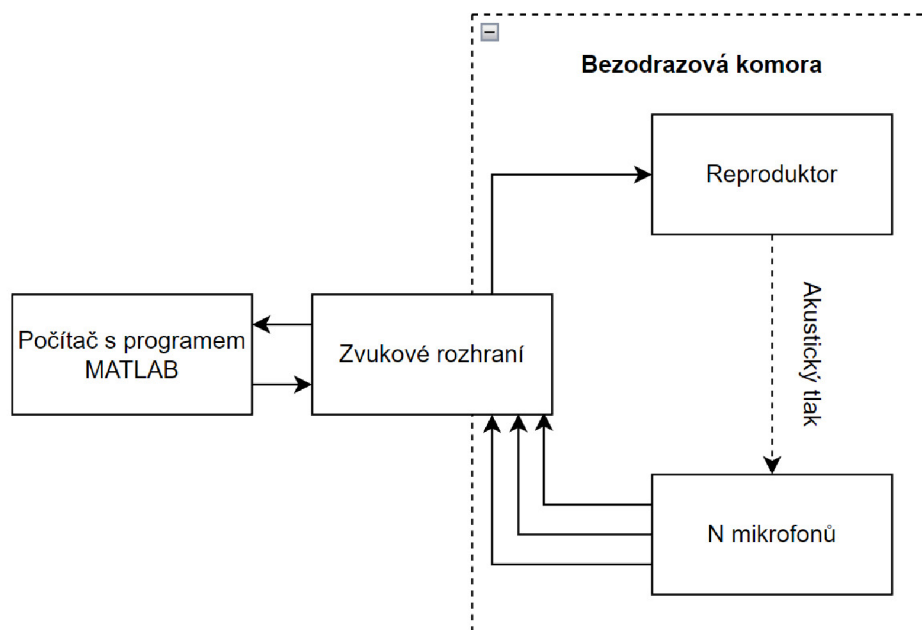 Bezodrazová komora
Reproduktor
Akustický tlak
Počítač s programem
MATLAB
Zvukové rozhraní
N mikrofonů